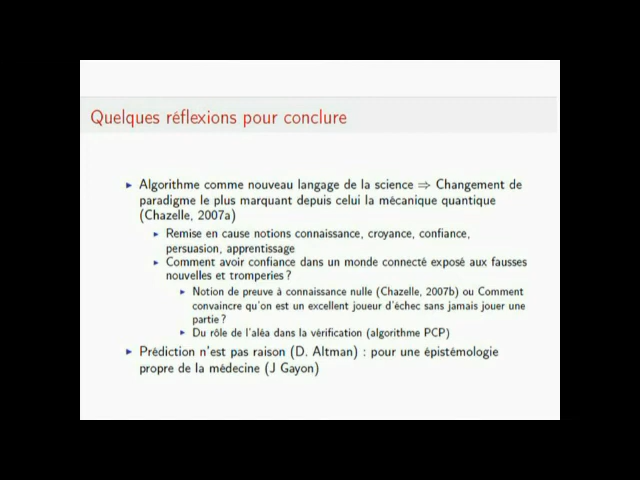 Quelques réflexions pour conclure
Algorithme comme nouveau langage de la science ⇒ Changement de
paradigme le plus marquant depuis celui la mécanique quantique
(Chazelle, 2007a)
Remise en cause notions connaissance, croyance, confiance,
persuasion, apprentissage
Comment avoir confiance dans un monde connecté exposé aux fausses
nouvelles et tromperies ?
Notion de preuve à connaissance nulle (Chazelle, 2007b) ou Comment
convaincre qu'on est un excellent joueur d'échec sans jamais jouer une
partie ?
Du rôle de l'aléa dans la vérification (algorithme PCP)
Prédiction n'est pas raison (D. Altman) : pour une épistémologie
propre de la médecine (J Gayon)